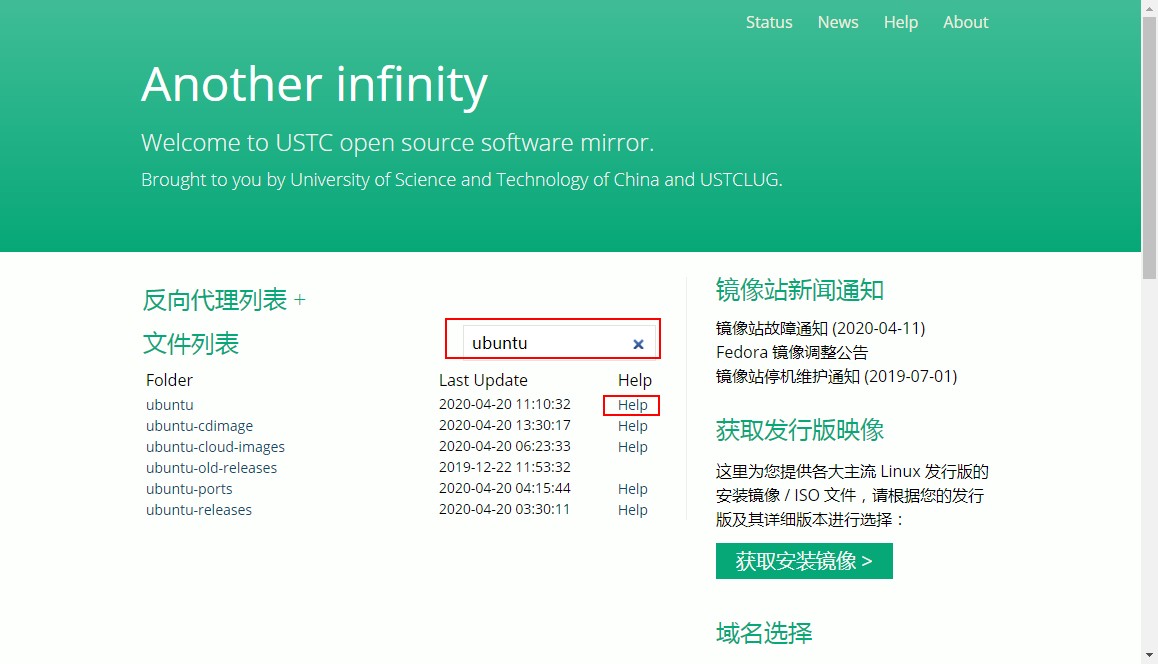 Status News Help About
Another infinity
Welcome to USTC open source software mirror.
Brought to you by University of Science and Technology of China and USTCLUG.
反向代理列表 +
文件列表
ubuntu ×
Folder Last Update Help
ubuntu 2020-04-20 11:10:32 Help
ubuntu-cdimage 2020-04-20 13:30:17 Help
ubuntu-cloud-images 2020-04-20 06:23:33 Help
ubuntu-old-releases 2019-12-22 11:53:32
ubuntu-ports 2020-04-20 04:15:44 Help
ubuntu-releases 2020-04-20 03:30:11 Help
镜像站新闻通知
镜像站故障通知 (2020-04-11)
Fedora 镜像调整公告
镜像站停机维护通知 (2019-07-01)
获取发行版映像
这里为您提供各大主流 Linux 发行版的
安装镜像 / ISO 文件，请根据您的发行
版及其详细版本进行选择：
获取安装镜像 >
域名选择